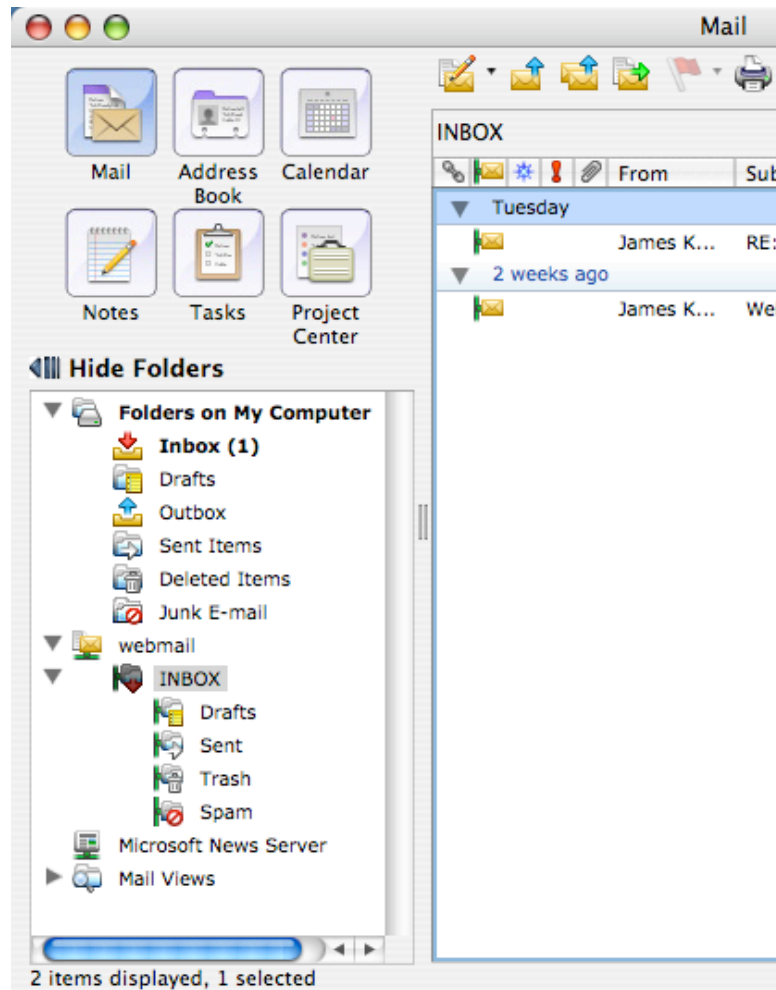 Mail
Mail
Address Book
Calendar
Notes
Tasks
Project Center
Hide Folders
Folders on My Computer
Inbox (1)
Drafts
Outbox
Sent Items
Deleted Items
Junk E-mail
webmail
INBOX
Drafts
Sent
Trash
Spam
Microsoft News Server
Mail Views
2 items displayed, 1 selected
INBOX
From Sub
Tuesday
James K... RE:
2 weeks ago
James K... We